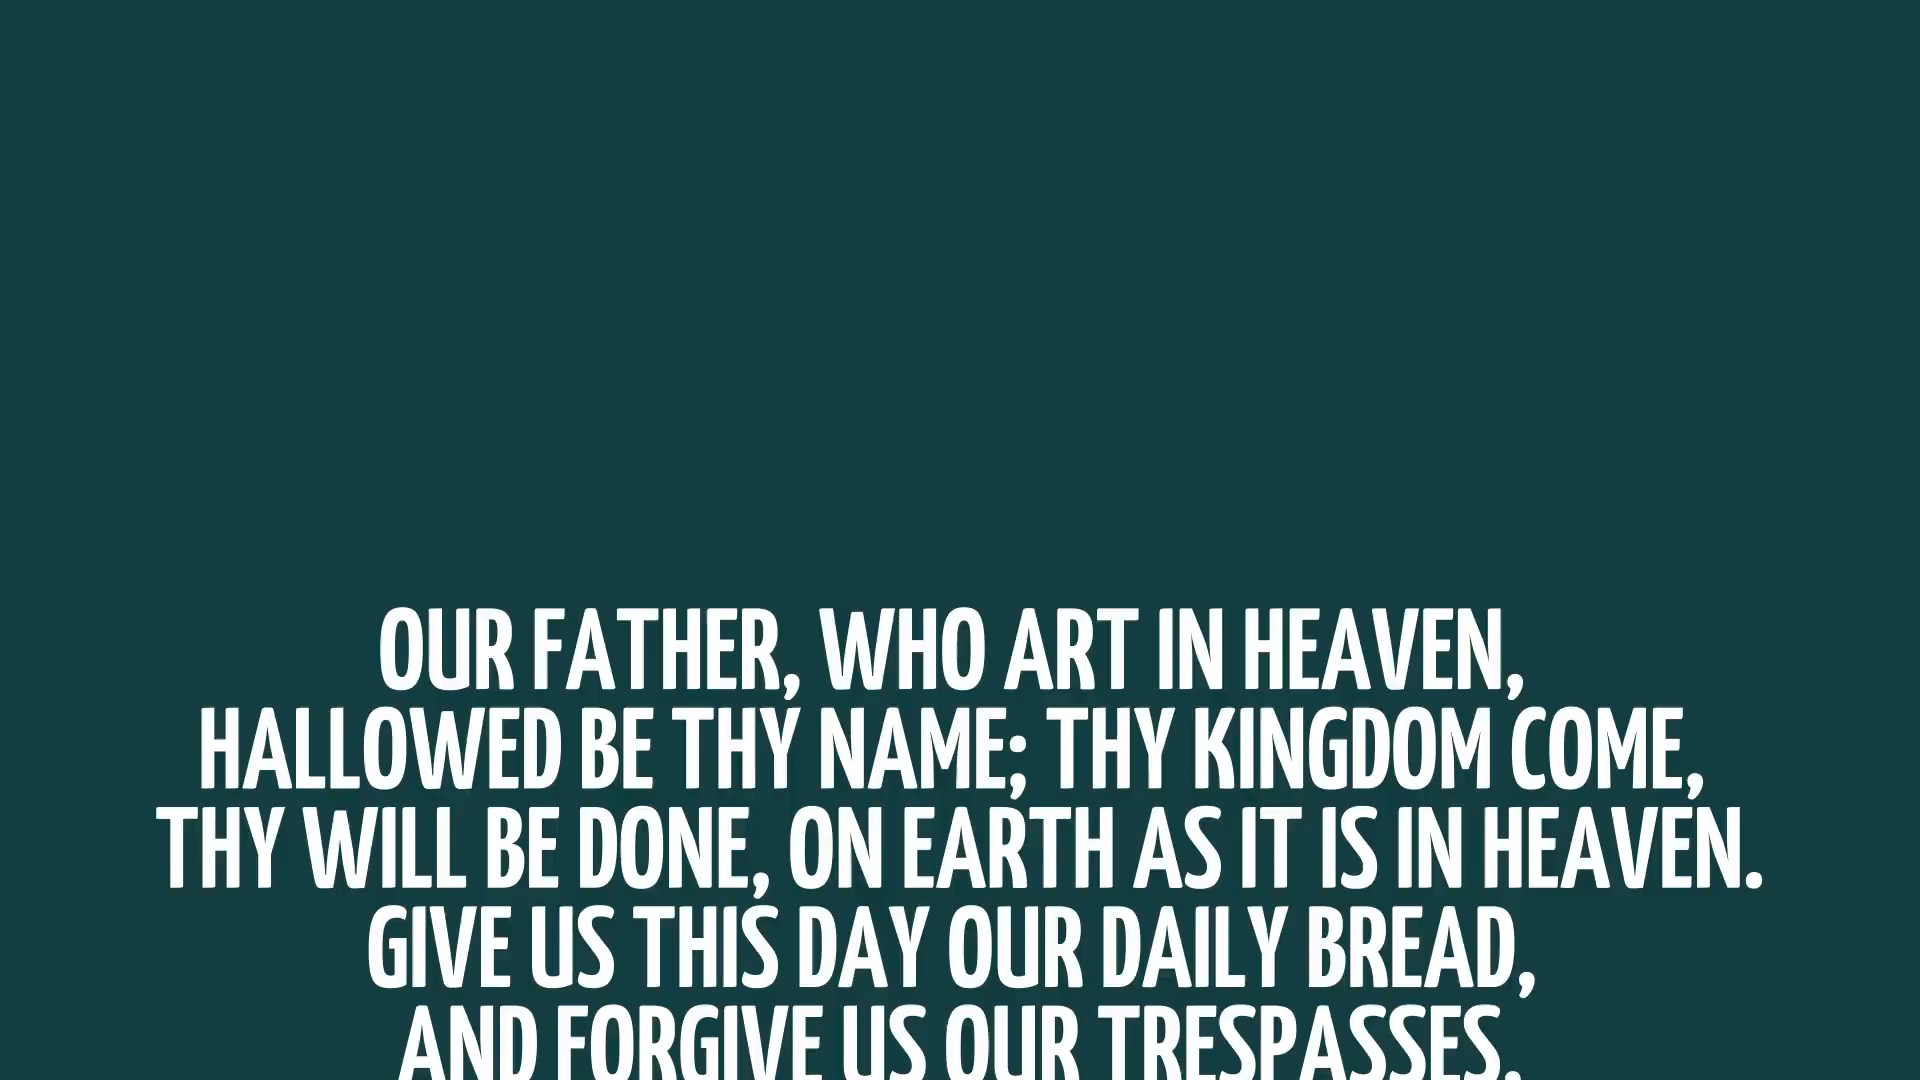 OUR FATHER, WHO ART IN HEAVEN,
HALLOWED BE THY NAME; THY KINGDOM COME,
THY WILL BE DONE, ON EARTH AS IT IS IN HEAVEN.
GIVE US THIS DAY OUR DAILY BREAD,
AND FORGIVE US OUR TRESPASSES,